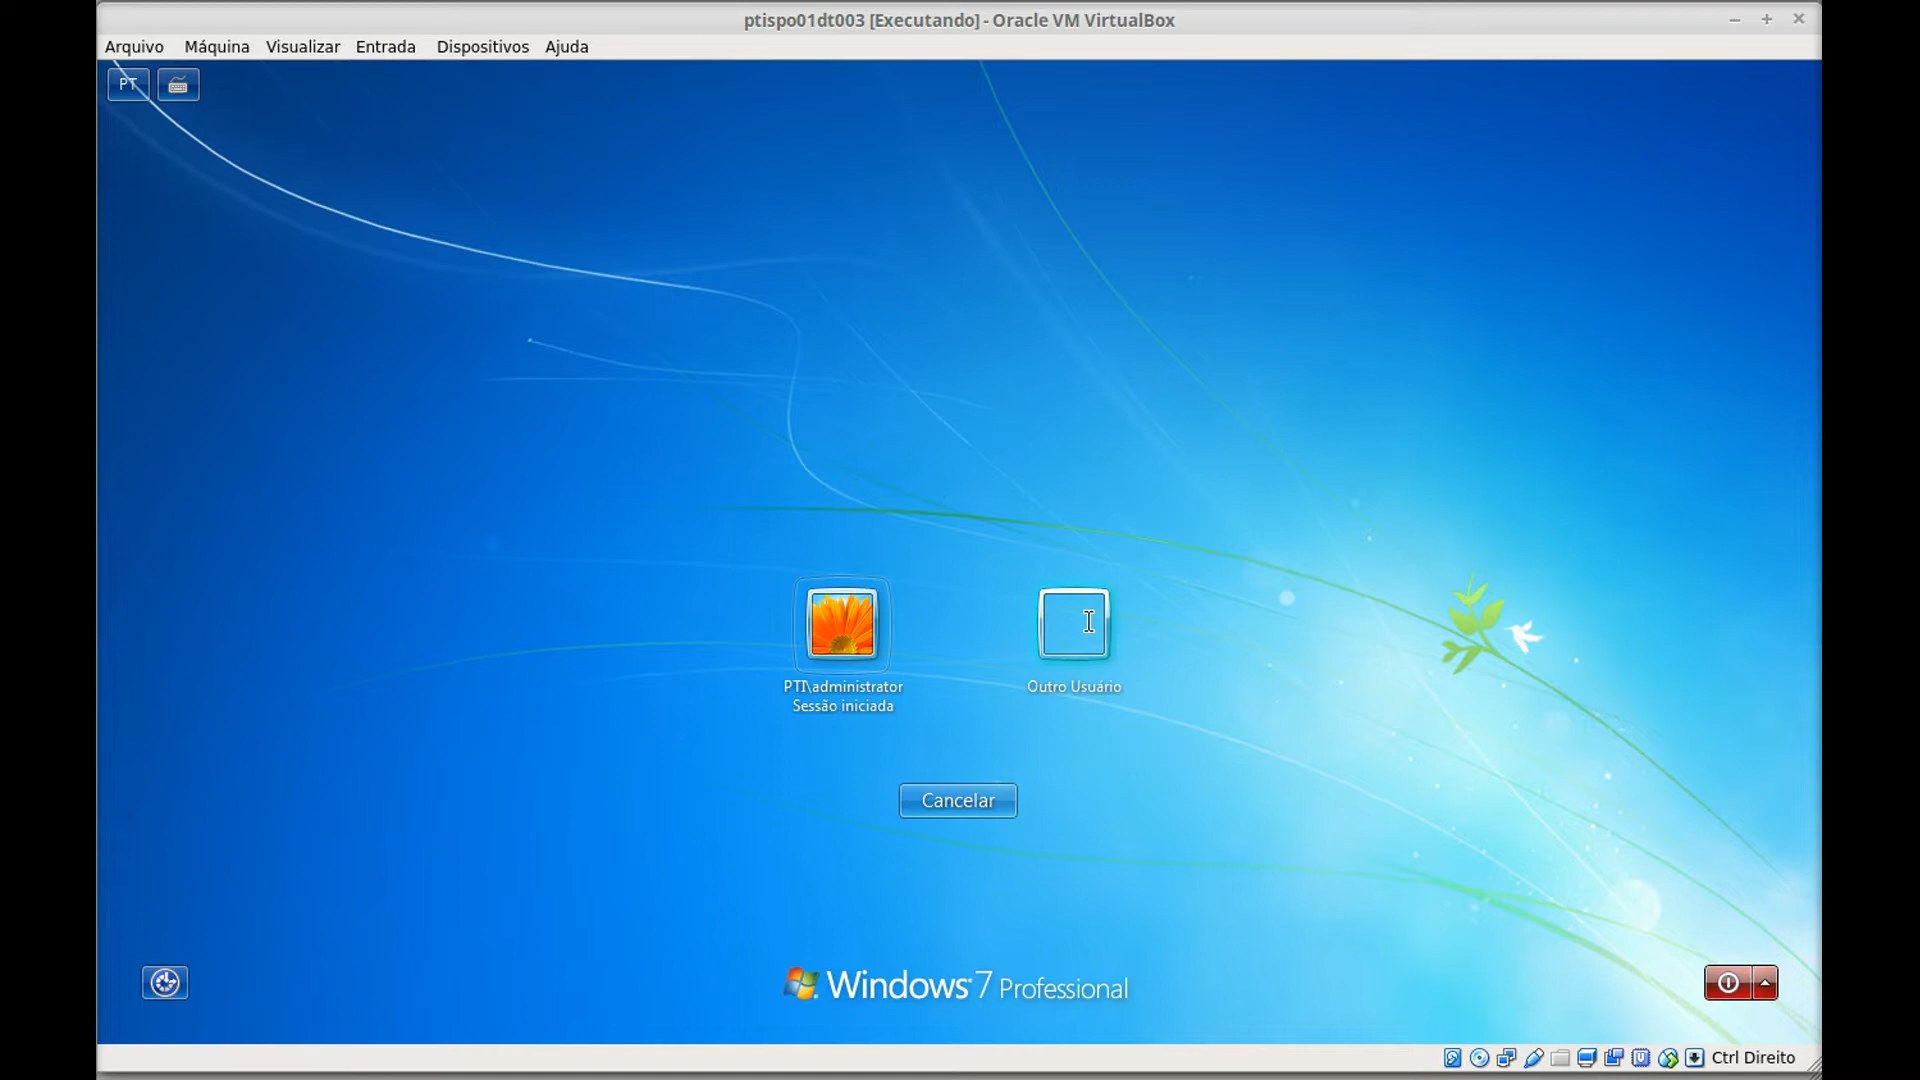 ptispo01dt003 [Executando] - Oracle VM VirtualBox
Arquivo Máquina Visualizar Entrada Dispositivos Ajuda
PT
PTI\administrator
Sessão iniciada
Outro Usuário
Cancelar
Windows 7 Professional
Ctrl Direito